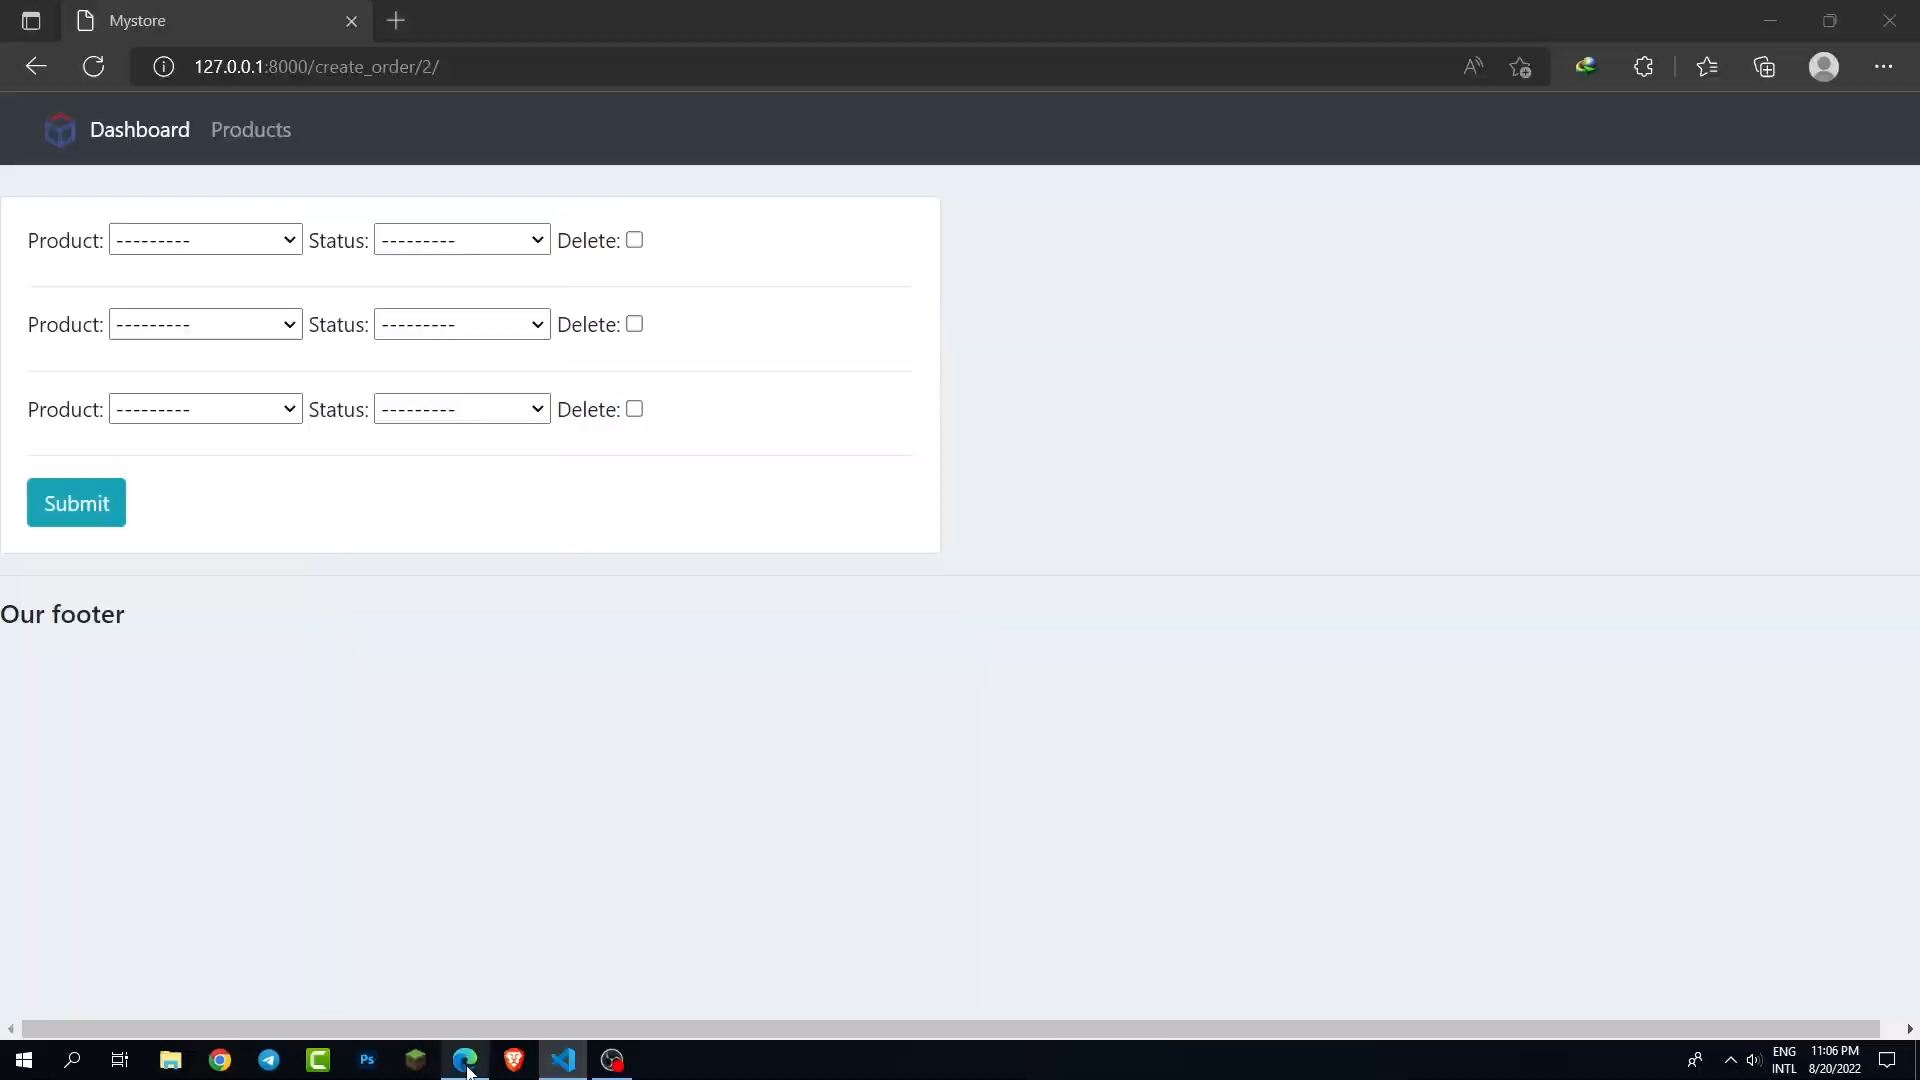 Mystore
127.0.0.1:8000/create_order/2/
Dashboard Products
Product: --------- Status: --------- Delete:
Product: --------- Status: --------- Delete:
Product: --------- Status: --------- Delete:
Submit
Our footer
Ps
ENG 11:06 PM
INTL 8/20/2022